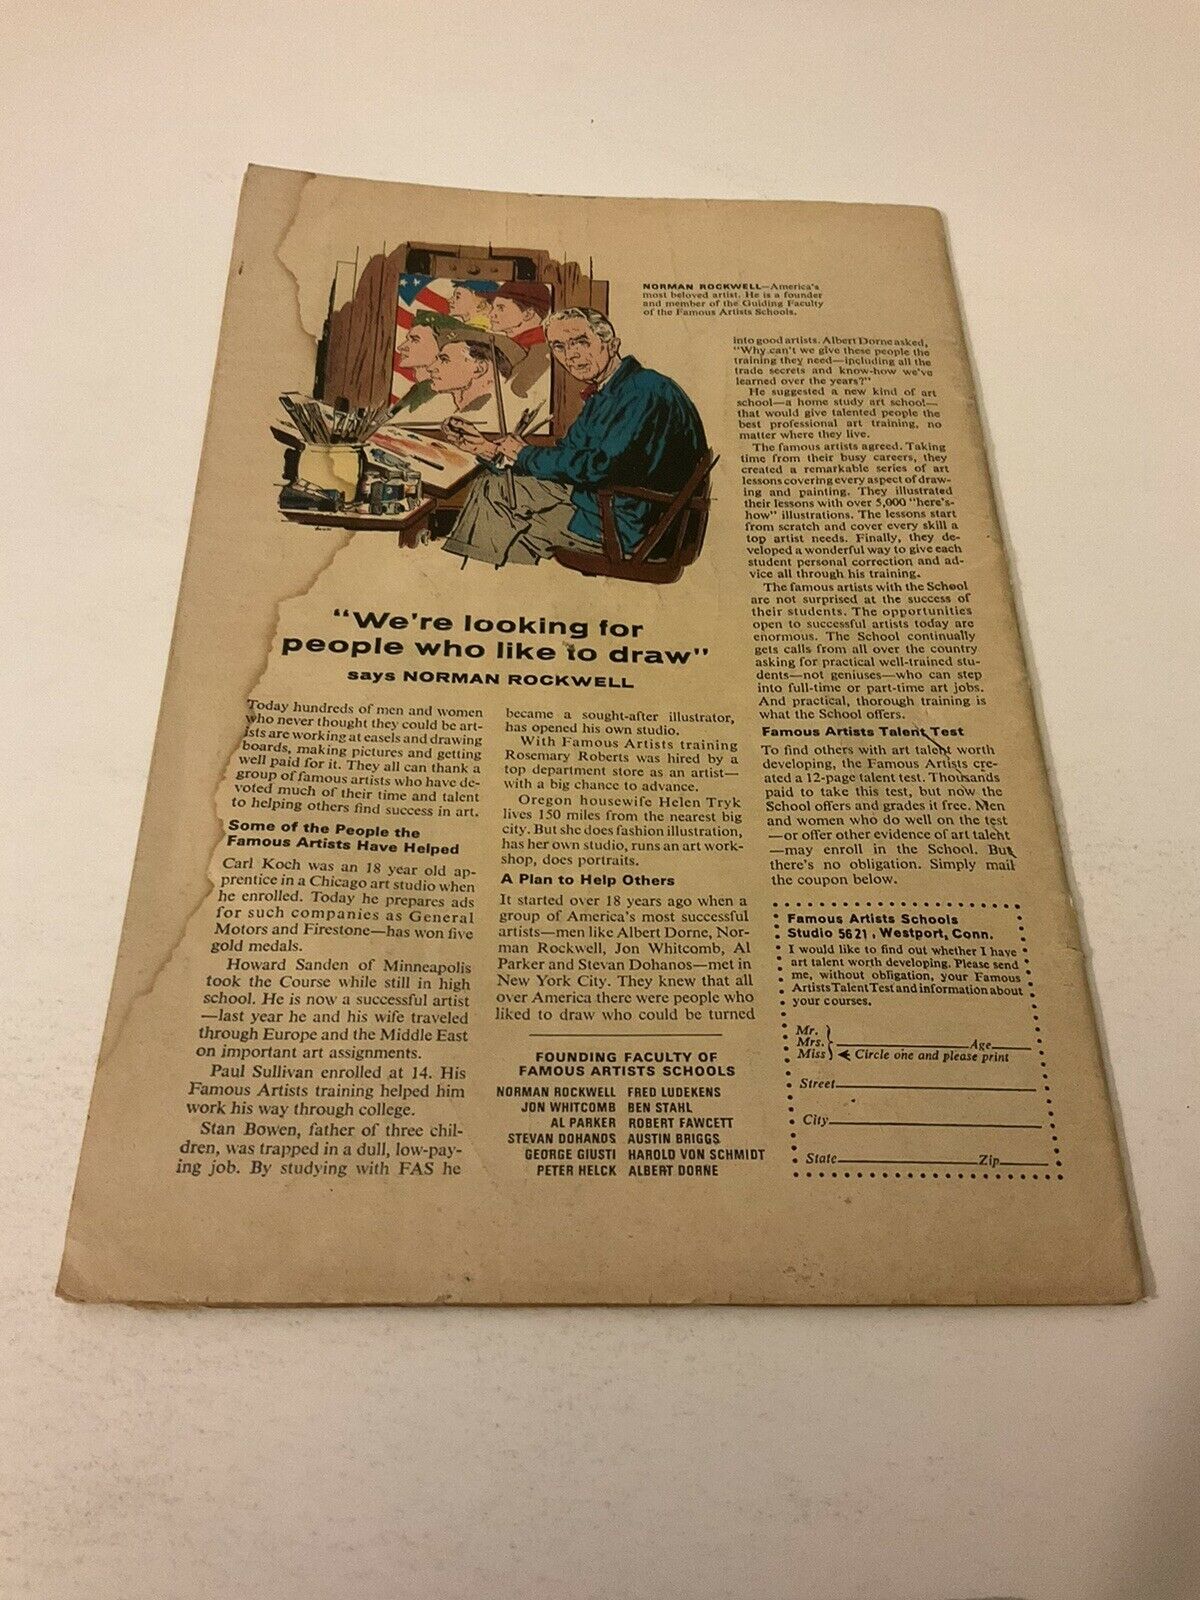 NORMAN ROCKWELL—America's
most beloved artist. He is a founder
and member of the Guiding Faculty
of the Famous Artists Schools.
"We're looking for
people who like to draw"
says NORMAN ROCKWELL
Today hundreds of men and women
who never thought they could be art-
ists are working at easels and drawing
boards, making pictures and getting
well paid for it. They all can thank a
group of famous artists who have de-
voted much of their time and talent
to helping others find success in art.
Some of the People the
Famous Artists Have Helped
Carl Koch was an 18 year old ap-
prentice in a Chicago art studio when
he enrolled. Today he prepares ads
for such companies as General
Motors and Firestone—has won five
gold medals.
Howard Sanden of Minneapolis
took the Course while still in high
school. He is now a successful artist
—last year he and his wife traveled
through Europe and the Middle East
on important art assignments.
Paul Sullivan enrolled at 14. His
Famous Artists training helped him
work his way through college.
Stan Bowen, father of three chil-
dren, was trapped in a dull, low-pay-
ing job. By studying with FAS he
became a sought-after illustrator,
has opened his own studio.
With Famous Artists training
Rosemary Roberts was hired by a
top department store as an artist—
with a big chance to advance.
Oregon housewife Helen Tryk
lives 150 miles from the nearest big
city. But she does fashion illustration,
has her own studio, runs an art work-
shop, does portraits.
A Plan to Help Others
It started over 18 years ago when a
group of America's most successful
artists—men like Albert Dorne, Nor-
man Rockwell, Jon Whitcomb, Al
Parker and Stevan Dohanos—met in
New York City. They knew that all
over America there were people who
liked to draw who could be turned
into good artists. Albert Dorne asked,
"Why can't we give these people the
training they need—including all the
trade secrets and know-how we've
learned over the years?"
He suggested a new kind of art
school—a home study art school—
that would give talented people the
best professional art training, no
matter where they live.
The famous artists agreed. Taking
time from their busy careers, they
created a remarkable series of art
lessons covering every aspect of draw-
ing and painting. They illustrated
their lessons with over 5,000 "here's-
how" illustrations. The lessons start
from scratch and cover every skill a
top artist needs. Finally, they de-
veloped a wonderful way to give each
student personal correction and ad-
vice all through his training.
The famous artists with the School
are not surprised at the success of
their students. The opportunities
open to successful artists today are
enormous. The School continually
gets calls from all over the country
asking for practical well-trained stu-
dents—not geniuses—who can step
into full-time or part-time art jobs.
And practical, thorough training is
what the School offers.
Famous Artists Talent Test
To find others with art talent worth
developing, the Famous Artists cre-
ated a 12-page talent test. Thousands
paid to take this test, but now the
School offers and grades it free. Men
and women who do well on the test
—or offer other evidence of art talent
—may enroll in the School. But
there's no obligation. Simply mail
the coupon below.
FOUNDING FACULTY OF
FAMOUS ARTISTS SCHOOLS
NORMAN ROCKWELL FRED LUDEKENS
JON WHITCOMB BEN STAHL
AL PARKER ROBERT FAWCETT
STEVAN DOHANOS AUSTIN BRIGGS
GEORGE GIUSTI HAROLD VON SCHMIDT
PETER HELCK ALBERT DORNE
Famous Artists Schools
Studio 5621, Westport, Conn.
I would like to find out whether I have
art talent worth developing. Please send
me, without obligation, your Famous
Artists Talent Test and information about
your courses.
Mr.
Mrs. Age
Miss Circle one and please print
Street
City
State Zip